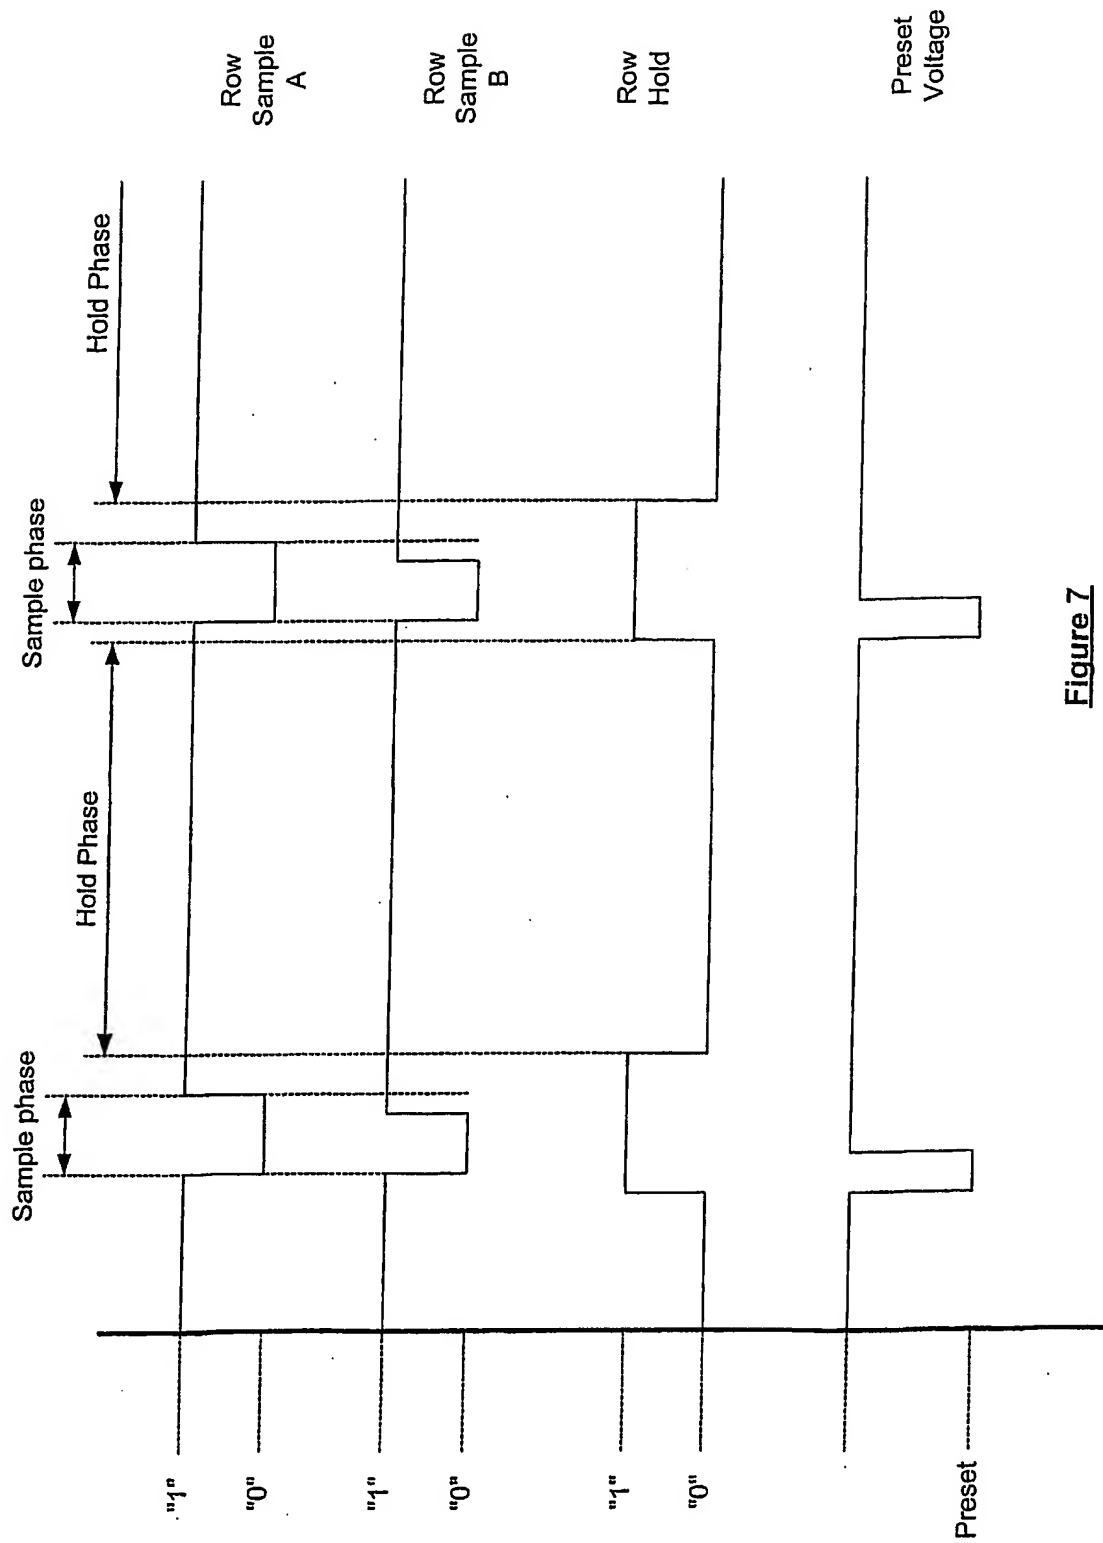 Sample phase
Hold Phase
Sample phase
Hold Phase
"1"
"0"
Row
Sample
A
"1"
"0"
Row
Sample
B
"1"
"0"
Row
Hold
Preset
Preset
Voltage
Figure 7